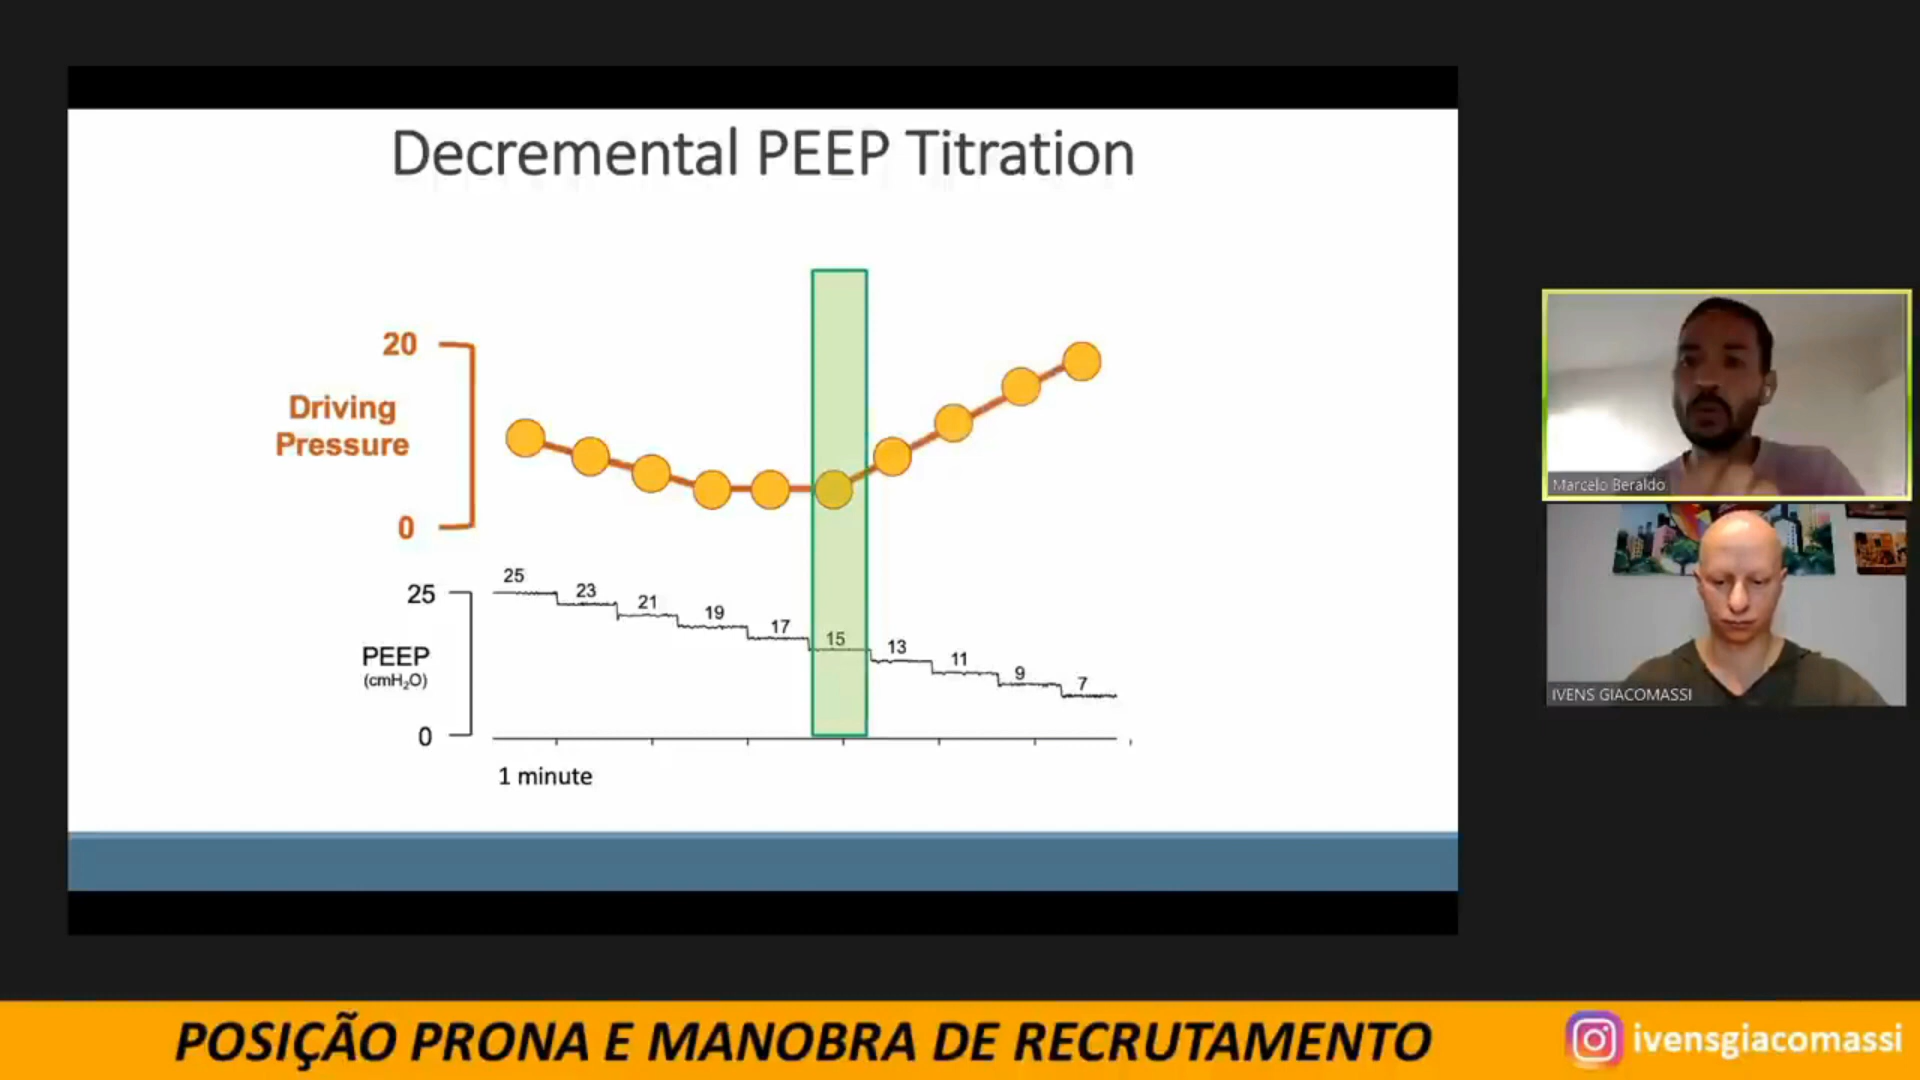 Decremental PEEP Titration
20
Driving
Pressure
0
25
25
23
21
19
17
15
13
11
9
7
PEEP
(cmH₂O)
0
1 minute
Marcelo Beraldo
IVENS GIACOMASSI
POSIÇÃO PRONA E MANOBRA DE RECRUTAMENTO
ivensgiacomassi